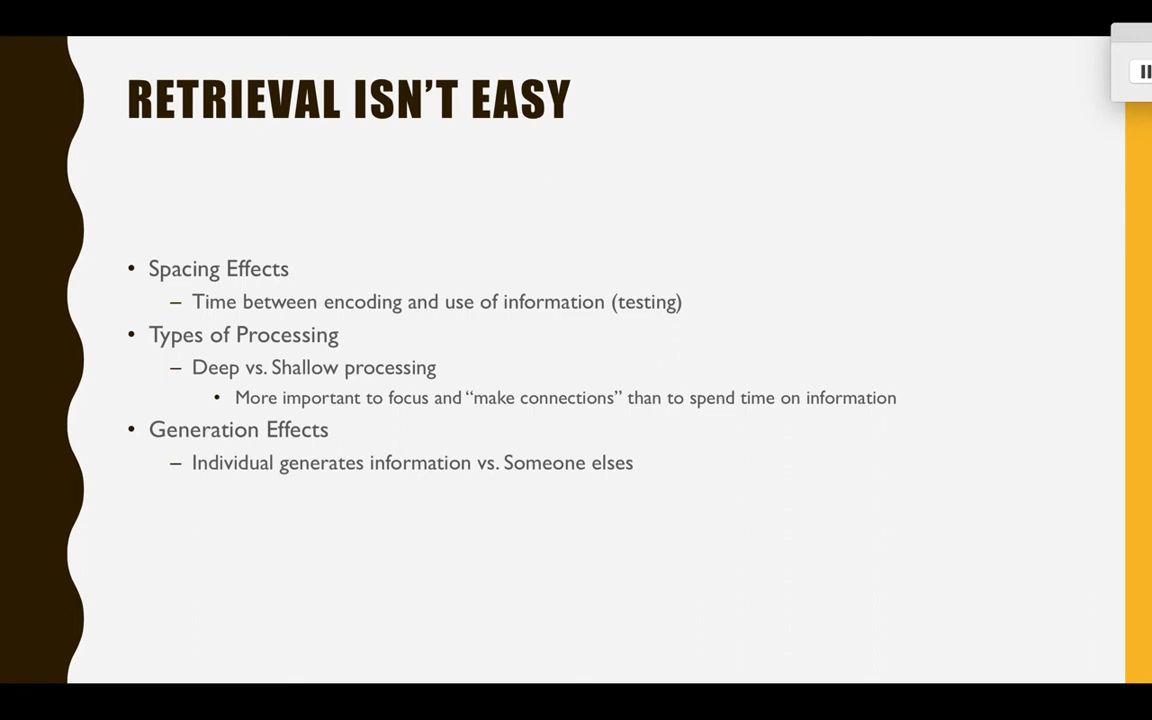 RETRIEVAL ISN’T EASY
• Spacing Effects
– Time between encoding and use of information (testing)
• Types of Processing
– Deep vs. Shallow processing
• More important to focus and “make connections” than to spend time on information
• Generation Effects
– Individual generates information vs. Someone elses